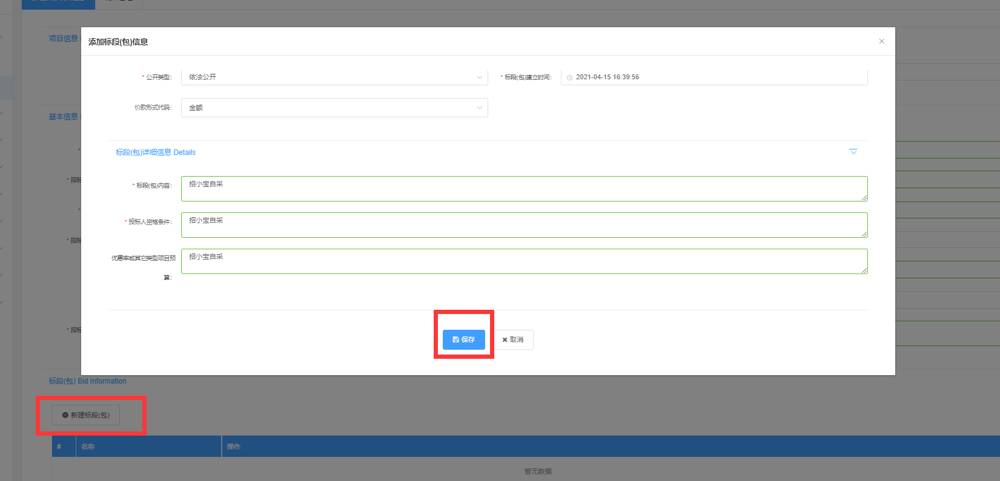 项目信息
添加标段(包)信息
* 公开类型: 依法公开 * 标段(包)建立时间: 2021-04-15 16:39:56
价款形式代码: 金额
基本信息
标段(包)详细信息 Details
* 标段(包)内容: 招小宝自采
* 招标
* 投标人资格条件: 招小宝自采
* 招标
优惠率或其它类型项目预 招小宝自采
算:
* 招标
保存 取消
标段(包) Bid Information
新建标段(包)
# 名称 操作
暂无数据